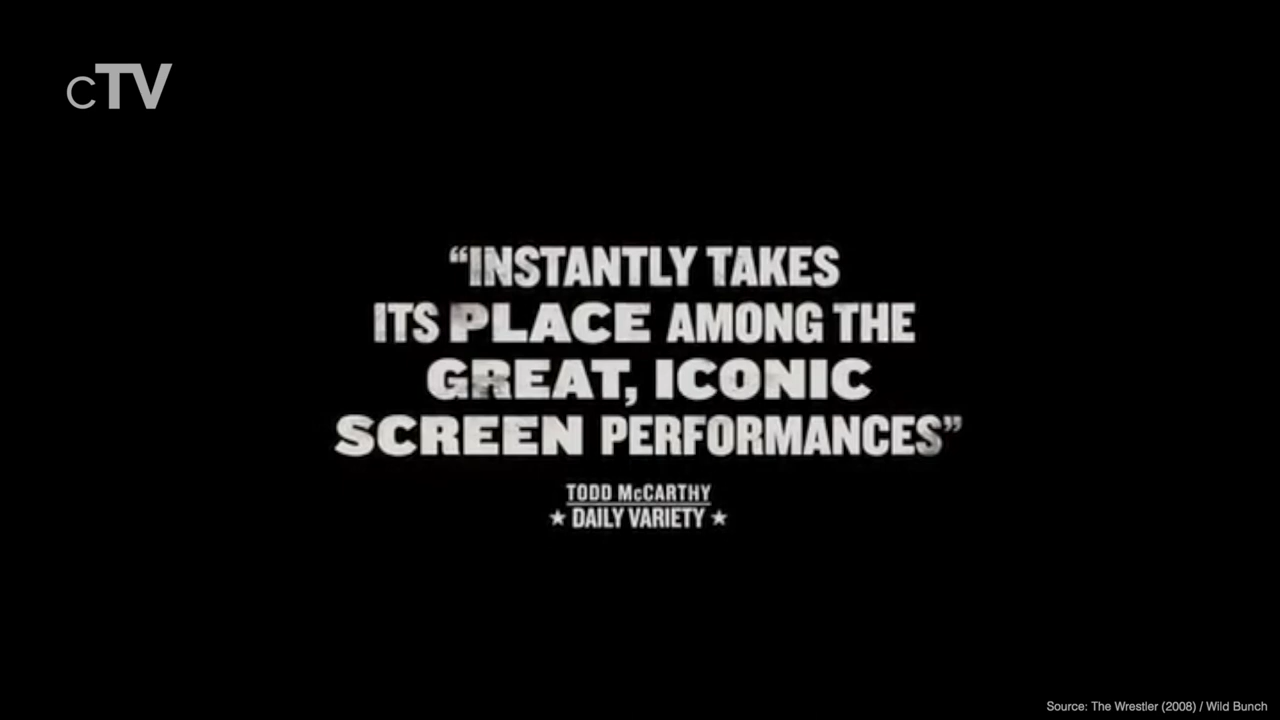 cTV
“INSTANTLY TAKES
ITS PLACE AMONG THE
GREAT, ICONIC
SCREEN PERFORMANCES”
TODD McCARTHY
★ DAILY VARIETY ★
Source: The Wrestler (2008) / Wild Bunch